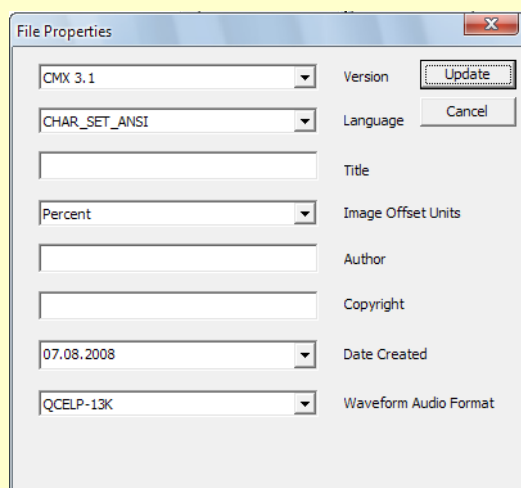 File Properties
CMX 3.1 Version Update
CHAR_SET_ANSI Language Cancel
Title
Percent Image Offset Units
Author
Copyright
07.08.2008 Date Created
QCELP-13K Waveform Audio Format